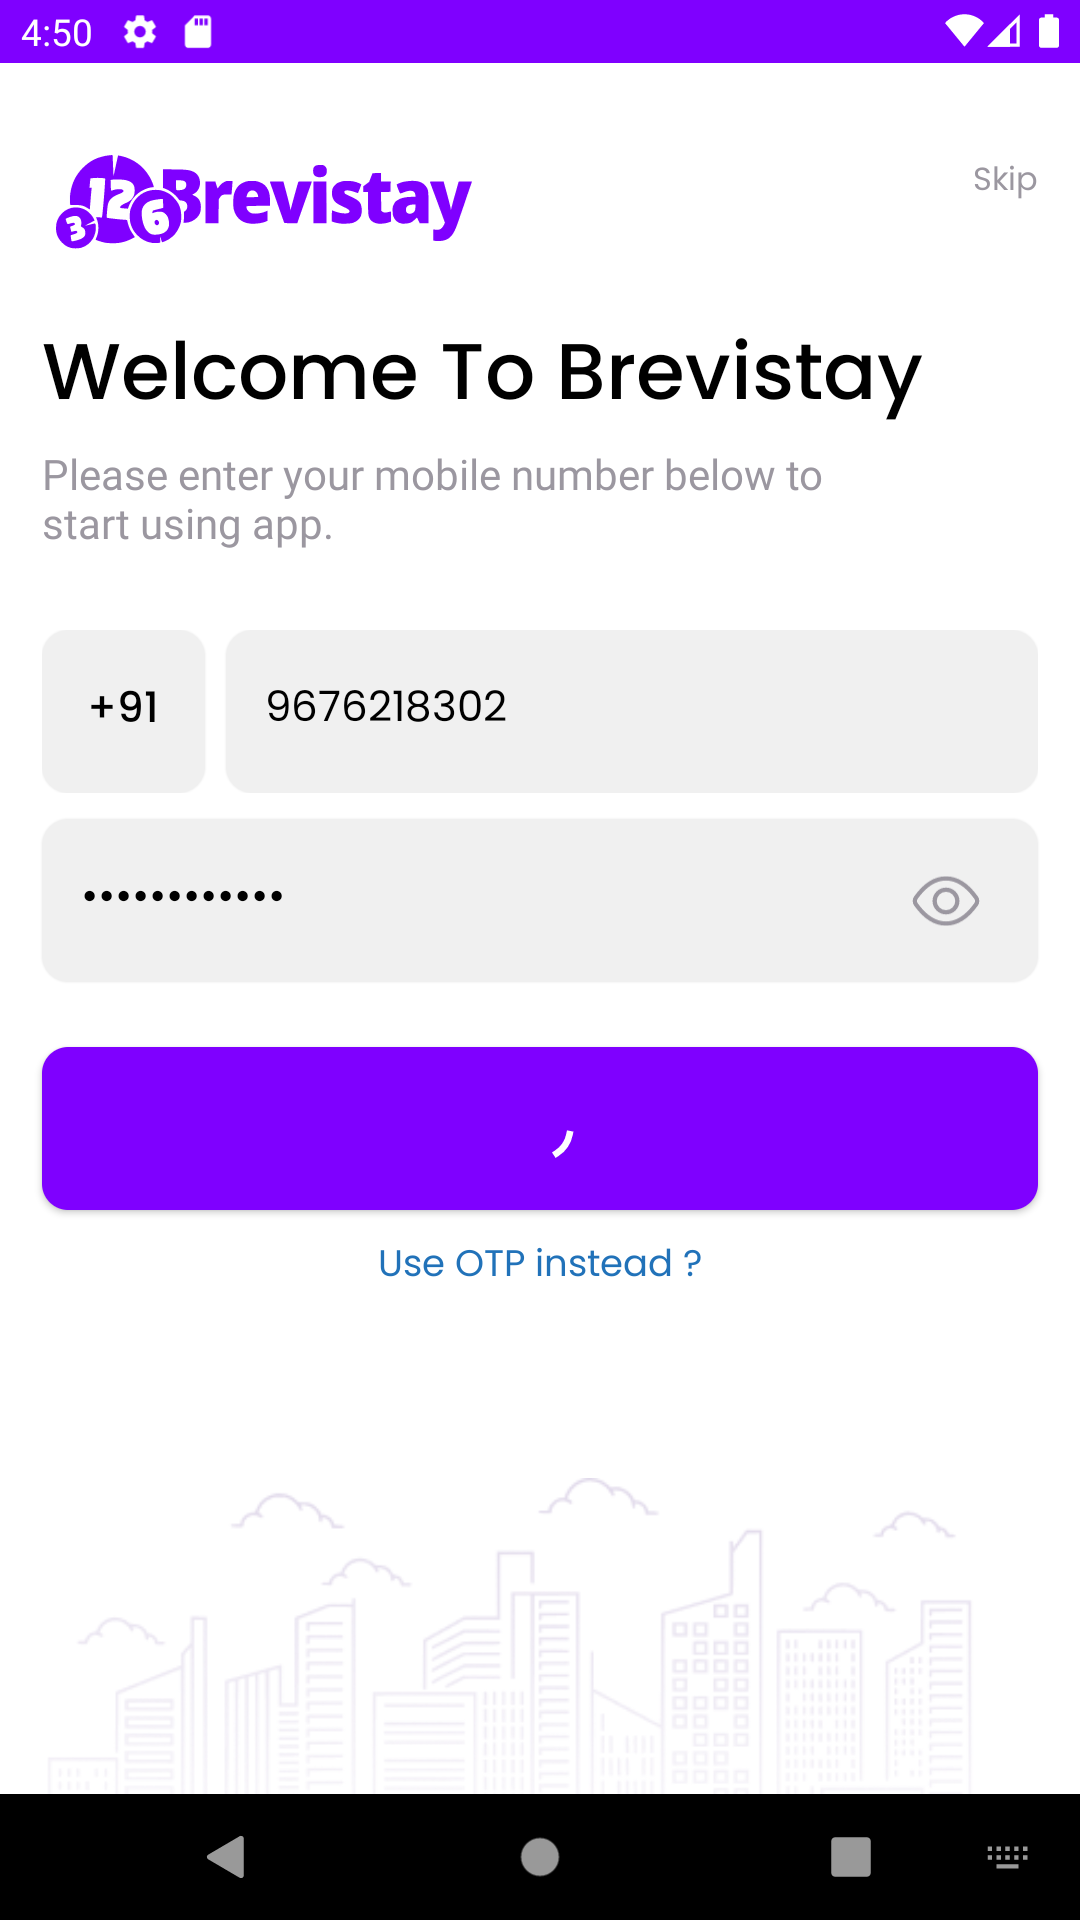 4:50
12 3 6 Brevistay
Skip
Welcome To Brevistay
Please enter your mobile number below to
start using app.
+91 9676218302
••••••••••••
Use OTP instead ?